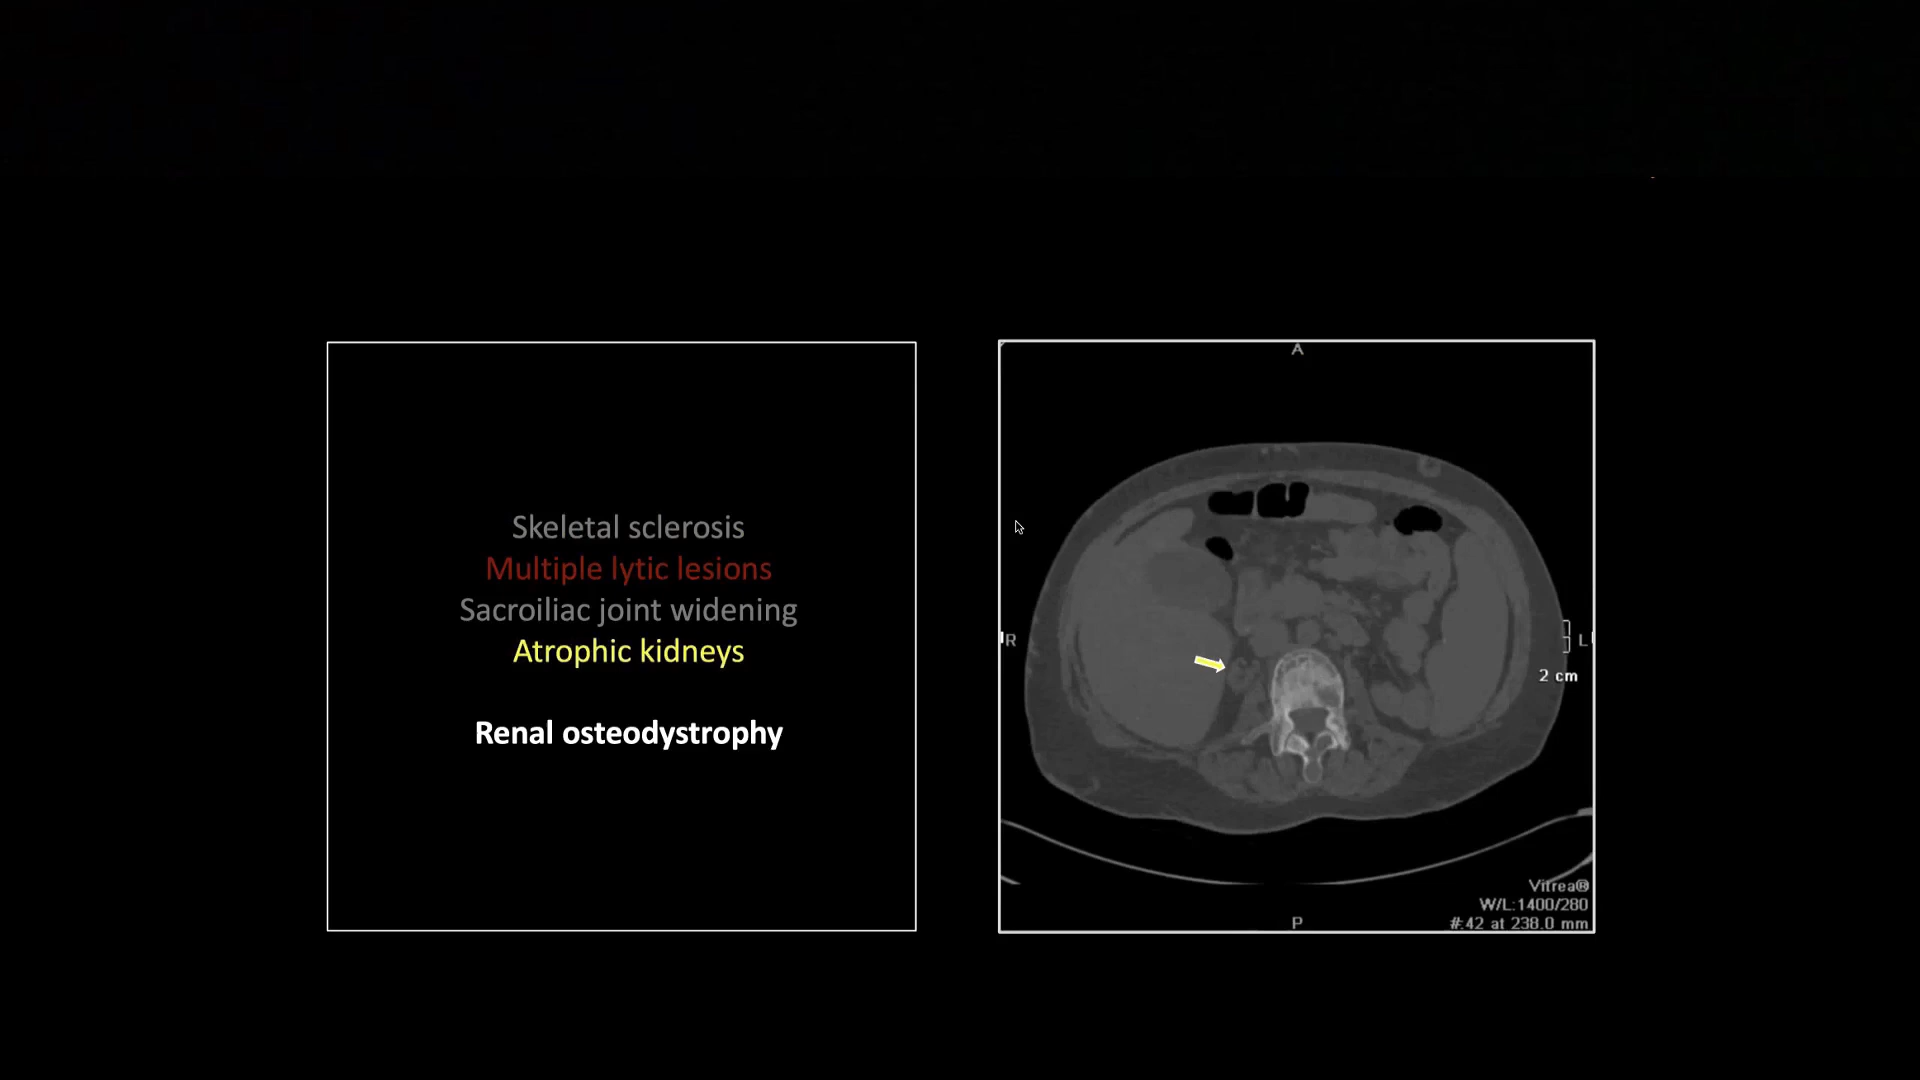 Skeletal sclerosis
Multiple lytic lesions
Sacroiliac joint widening
Atrophic kidneys
Renal osteodystrophy
A
R
L
2 cm
Vitrea®
W/L:1400/280
#:42 at 238.0 mm
P